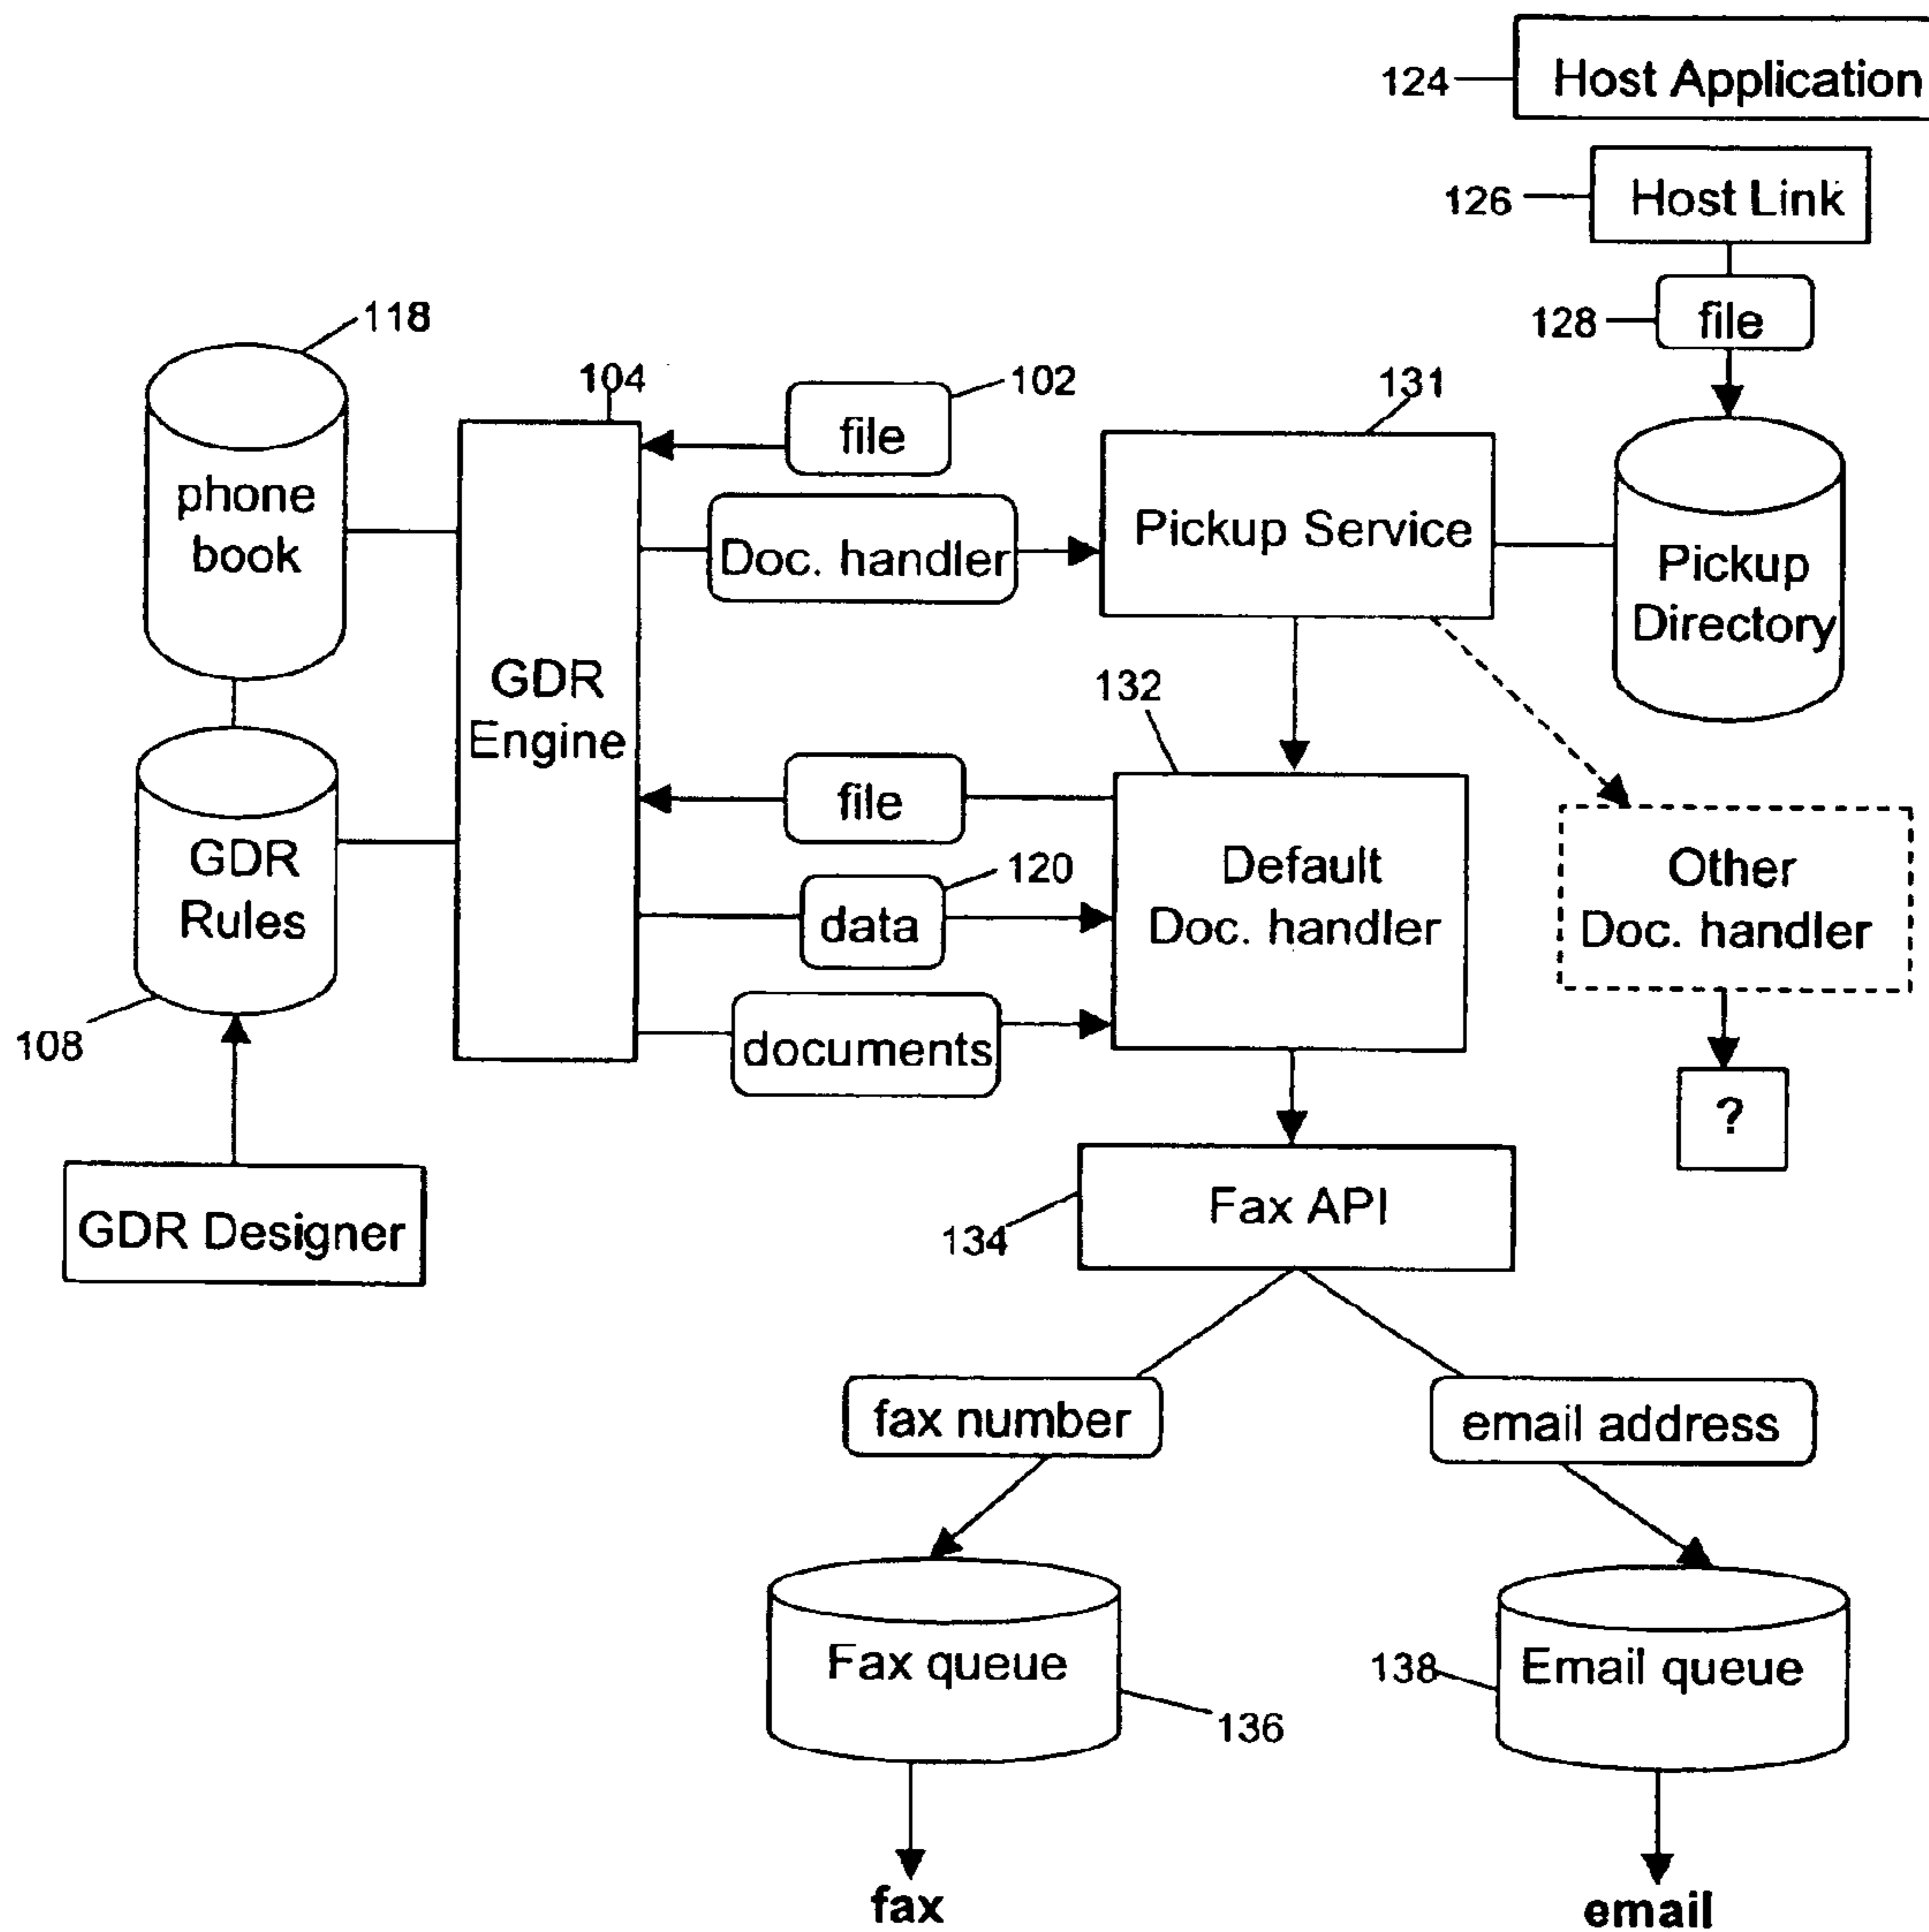 124
Host Application
126
Host Link
128
file
118
104
102
131
file
phone
book
Pickup Service
Doc. handler
Pickup
Directory
GDR
Engine
132
file
GDR
Rules
Default
Doc. handler
Other
Doc. handler
120
data
108
documents
?
GDR Designer
Fax API
134
fax number
email address
Fax queue
138
Email queue
136
fax
email